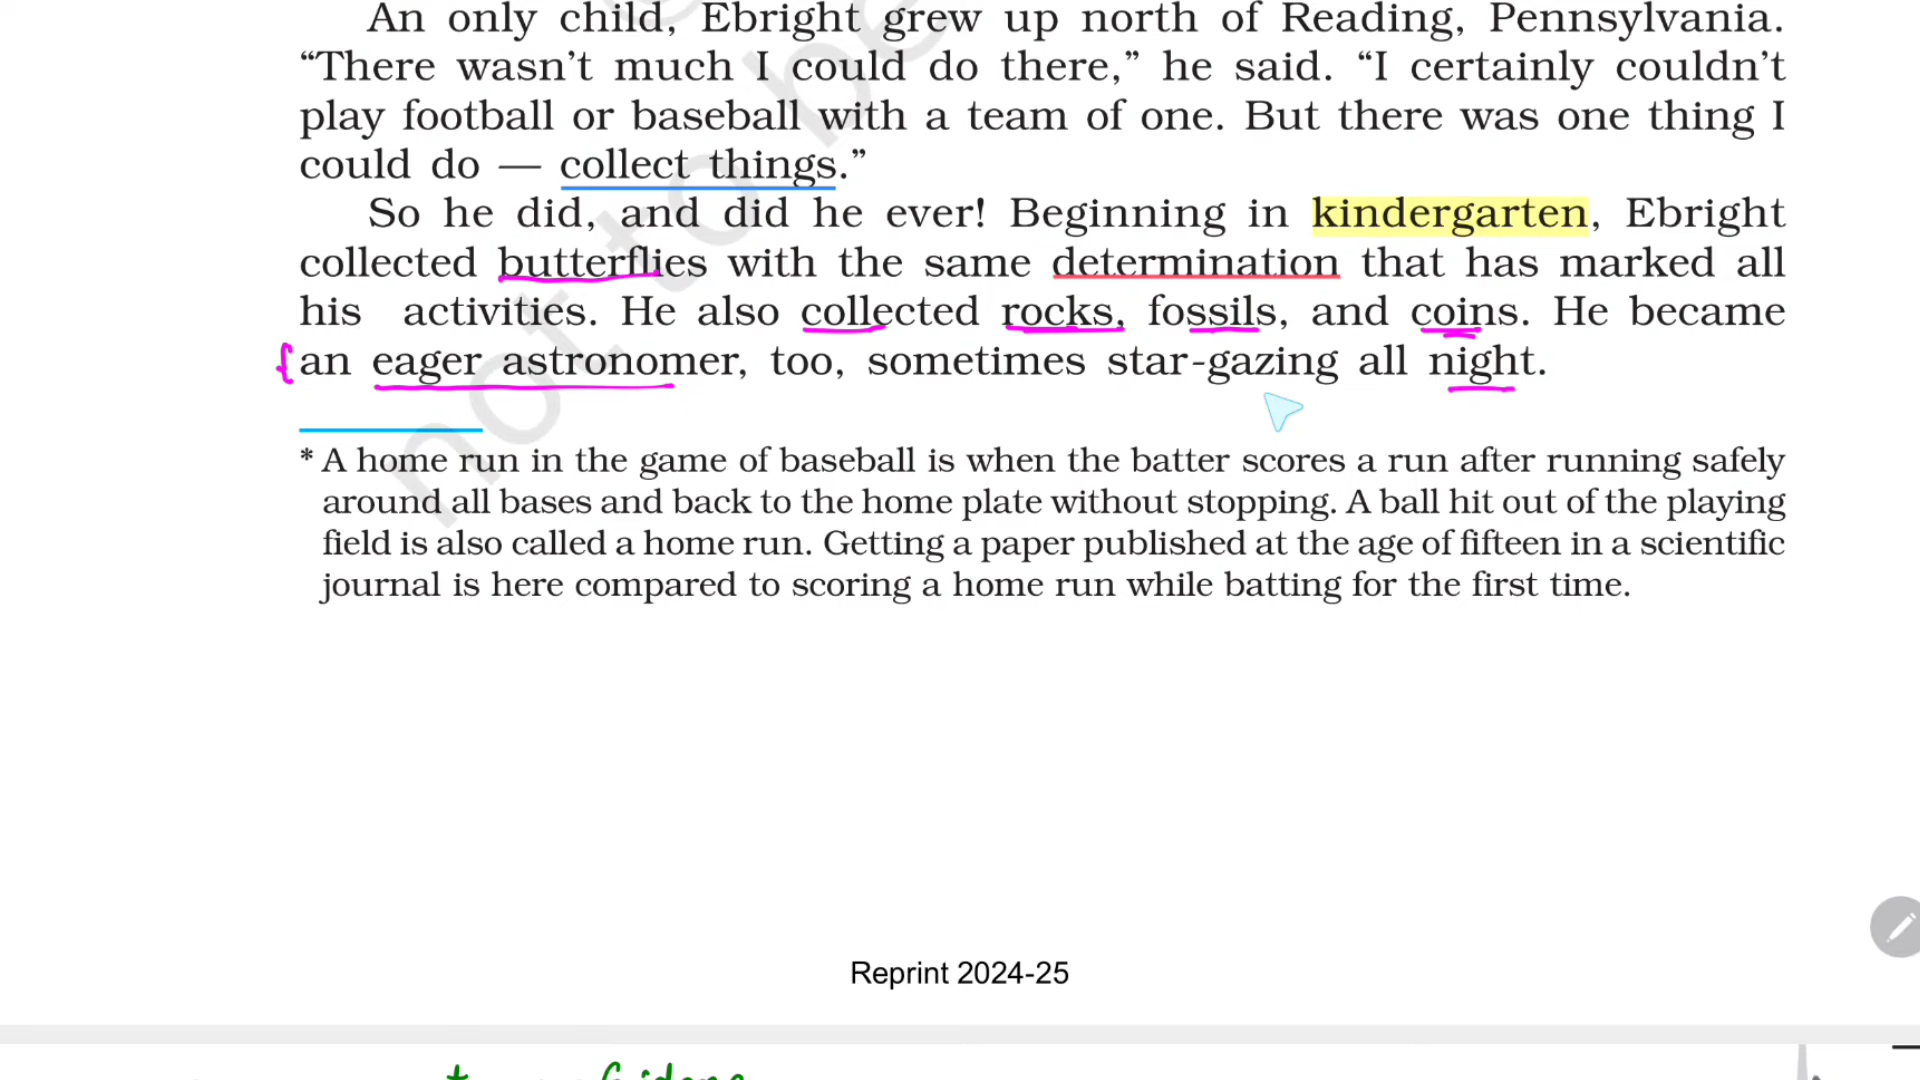 An only child, Ebright grew up north of Reading, Pennsylvania.
“There wasn’t much I could do there,” he said. “I certainly couldn’t
play football or baseball with a team of one. But there was one thing I
could do — collect things.”
So he did, and did he ever! Beginning in kindergarten, Ebright
collected butterflies with the same determination that has marked all
his activities. He also collected rocks, fossils, and coins. He became
an eager astronomer, too, sometimes star-gazing all night.
* A home run in the game of baseball is when the batter scores a run after running safely
around all bases and back to the home plate without stopping. A ball hit out of the playing
field is also called a home run. Getting a paper published at the age of fifteen in a scientific
journal is here compared to scoring a home run while batting for the first time.
not to be
Reprint 2024-25